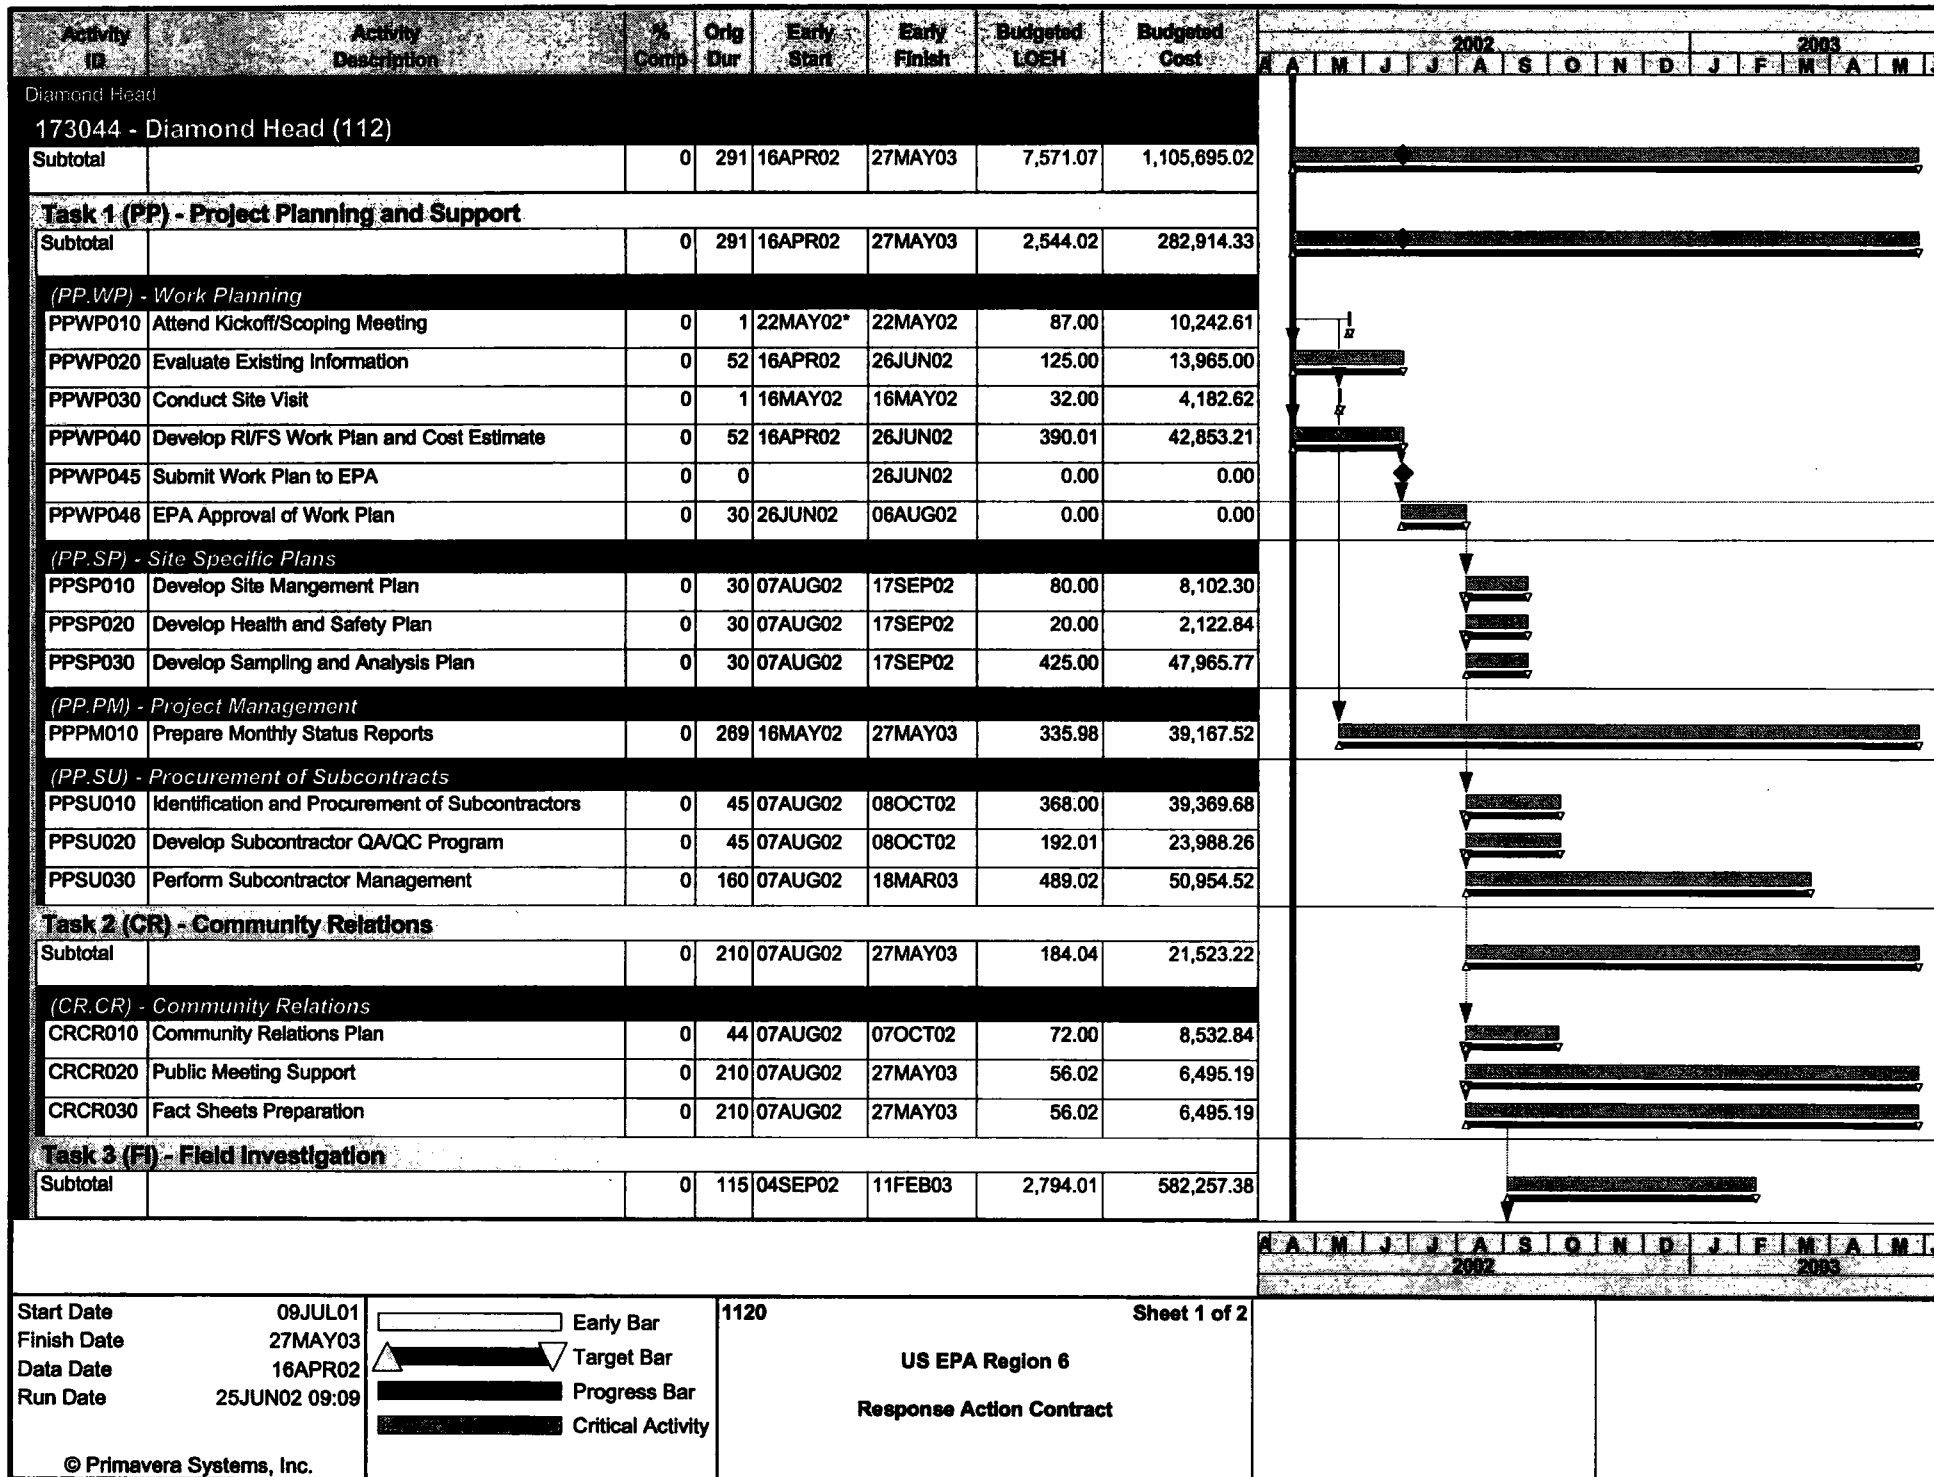 Activity ID Activity Description % Comp Orig Dur Early Start Early Finish Budgeted LOEH Budgeted Cost
2002 2003
A A M J J A S O N D J F M A M J
Diamond Head
173044 - Diamond Head (112)
Subtotal 0 291 16APR02 27MAY03 7,571.07 1,105,695.02
Task 1 (PP) - Project Planning and Support
Subtotal 0 291 16APR02 27MAY03 2,544.02 282,914.33
(PP.WP) - Work Planning
PPWP010 Attend Kickoff/Scoping Meeting 0 1 22MAY02* 22MAY02 87.00 10,242.61
PPWP020 Evaluate Existing Information 0 52 16APR02 26JUN02 125.00 13,965.00
PPWP030 Conduct Site Visit 0 1 16MAY02 16MAY02 32.00 4,182.62
PPWP040 Develop RI/FS Work Plan and Cost Estimate 0 52 16APR02 26JUN02 390.01 42,853.21
PPWP045 Submit Work Plan to EPA 0 0 26JUN02 0.00 0.00
PPWP046 EPA Approval of Work Plan 0 30 26JUN02 06AUG02 0.00 0.00
(PP.SP) - Site Specific Plans
PPSP010 Develop Site Mangement Plan 0 30 07AUG02 17SEP02 80.00 8,102.30
PPSP020 Develop Health and Safety Plan 0 30 07AUG02 17SEP02 20.00 2,122.84
PPSP030 Develop Sampling and Analysis Plan 0 30 07AUG02 17SEP02 425.00 47,965.77
(PP.PM) - Project Management
PPPM010 Prepare Monthly Status Reports 0 269 16MAY02 27MAY03 335.98 39,167.52
(PP.SU) - Procurement of Subcontracts
PPSU010 Identification and Procurement of Subcontractors 0 45 07AUG02 08OCT02 368.00 39,369.68
PPSU020 Develop Subcontractor QA/QC Program 0 45 07AUG02 08OCT02 192.01 23,988.26
PPSU030 Perform Subcontractor Management 0 160 07AUG02 18MAR03 489.02 50,954.52
Task 2 (CR) - Community Relations
Subtotal 0 210 07AUG02 27MAY03 184.04 21,523.22
(CR.CR) - Community Relations
CRCR010 Community Relations Plan 0 44 07AUG02 07OCT02 72.00 8,532.84
CRCR020 Public Meeting Support 0 210 07AUG02 27MAY03 56.02 6,495.19
CRCR030 Fact Sheets Preparation 0 210 07AUG02 27MAY03 56.02 6,495.19
Task 3 (FI) - Field Investigation
Subtotal 0 115 04SEP02 11FEB03 2,794.01 582,257.38
A A M J J A S O N D J F M A M J
2002 2003
Start Date 09JUL01
Finish Date 27MAY03
Data Date 16APR02
Run Date 25JUN02 09:09
© Primavera Systems, Inc.
Early Bar
Target Bar
Progress Bar
Critical Activity
1120 Sheet 1 of 2
US EPA Region 6
Response Action Contract